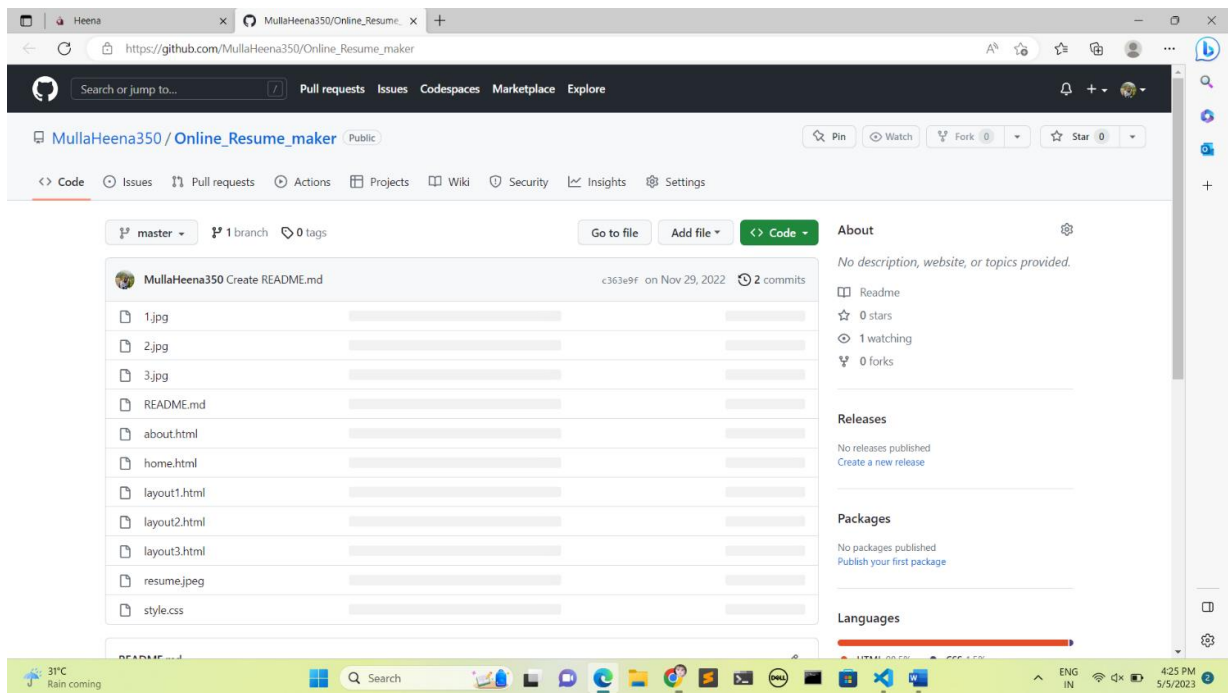 Heena
MullaHeena350/Online_Resume_
https://github.com/MullaHeena350/Online_Resume_maker
Search or jump to... /
Pull requests Issues Codespaces Marketplace Explore
MullaHeena350 / Online_Resume_maker Public
Pin Watch Fork 0 Star 0
<> Code Issues Pull requests Actions Projects Wiki Security Insights Settings
master 1 branch 0 tags Go to file Add file <> Code
MullaHeena350 Create README.md c363e9f on Nov 29, 2022 2 commits
1.jpg
2.jpg
3.jpg
README.md
about.html
home.html
layout1.html
layout2.html
layout3.html
resume.jpeg
style.css
About
No description, website, or topics provided.
Readme
0 stars
1 watching
0 forks
Releases
No releases published
Create a new release
Packages
No packages published
Publish your first package
Languages
31°C
Rain coming
Search
DELL
ENG
IN
4:25 PM
5/5/2023
2